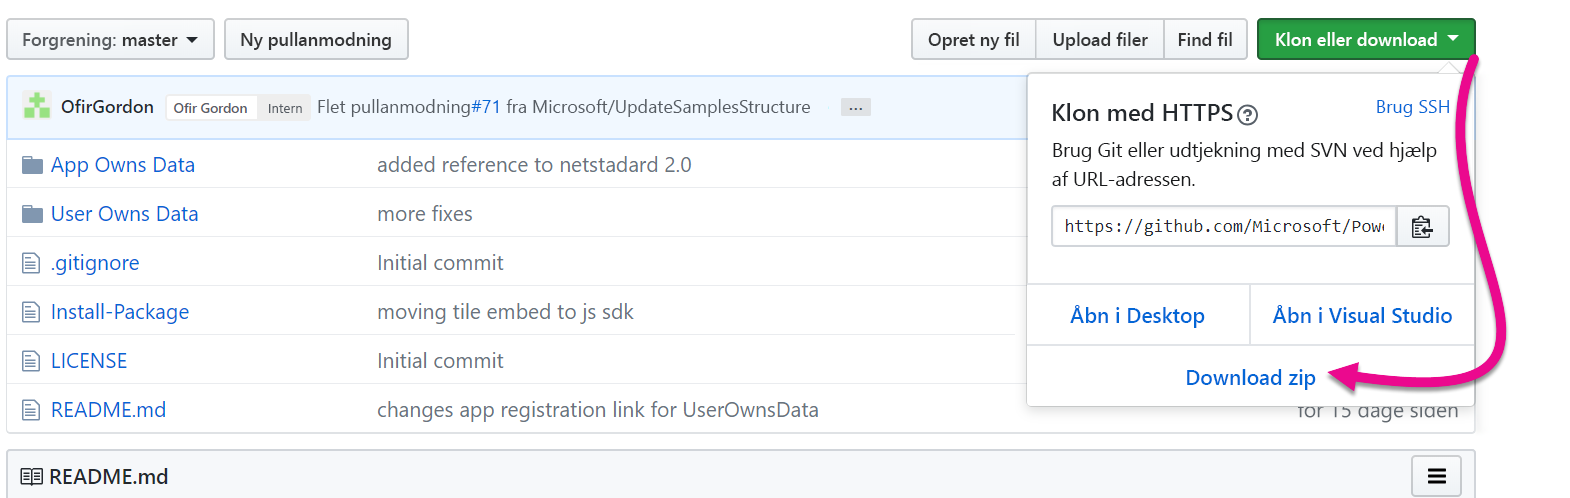 Forgrening: master
Ny pullanmodning
Opret ny fil
Upload filer
Find fil
Klon eller download
OfirGordon
Ofir Gordon
Intern
Flet pullanmodning#71 fra Microsoft/UpdateSamplesStructure
...
App Owns Data
added reference to netstadard 2.0
User Owns Data
more fixes
.gitignore
Initial commit
Install-Package
moving tile embed to js sdk
LICENSE
Initial commit
README.md
changes app registration link for UserOwnsData
for 15 dage siden
Klon med HTTPS
?
Brug SSH
Brug Git eller udtjekning med SVN ved hjælp
af URL-adressen.
https://github.com/Microsoft/Powe
Åbn i Desktop
Åbn i Visual Studio
Download zip
README.md